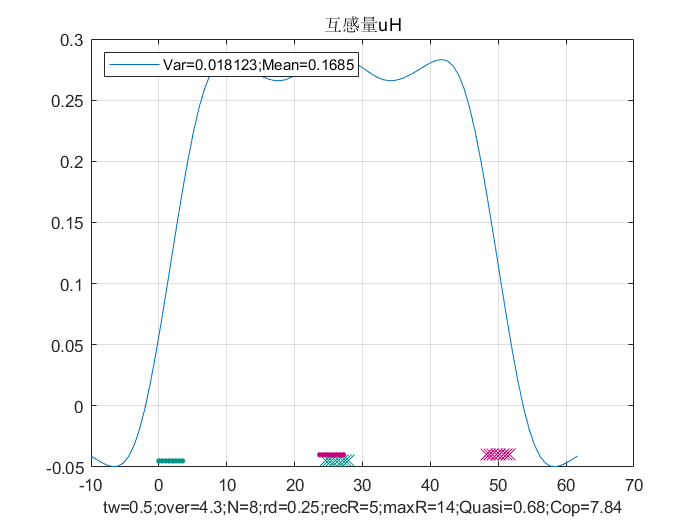 互感量uH
0.3
Var=0.018123;Mean=0.1685
0.25
0.2
0.15
0.1
0.05
0
-0.05
-10 0 10 20 30 40 50 60 70
tw=0.5;over=4.3;N=8;rd=0.25;recR=5;maxR=14;Quasi=0.68;Cop=7.84